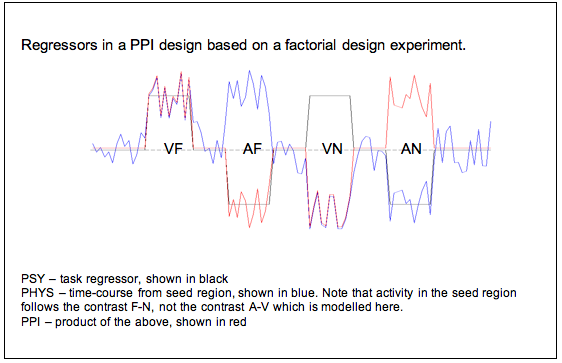 Regressors in a PPI design based on a factorial design experiment.
VF AF VN AN
PSY – task regressor, shown in black
PHYS – time-course from seed region, shown in blue. Note that activity in the seed region
follows the contrast F-N, not the contrast A-V which is modelled here.
PPI – product of the above, shown in red